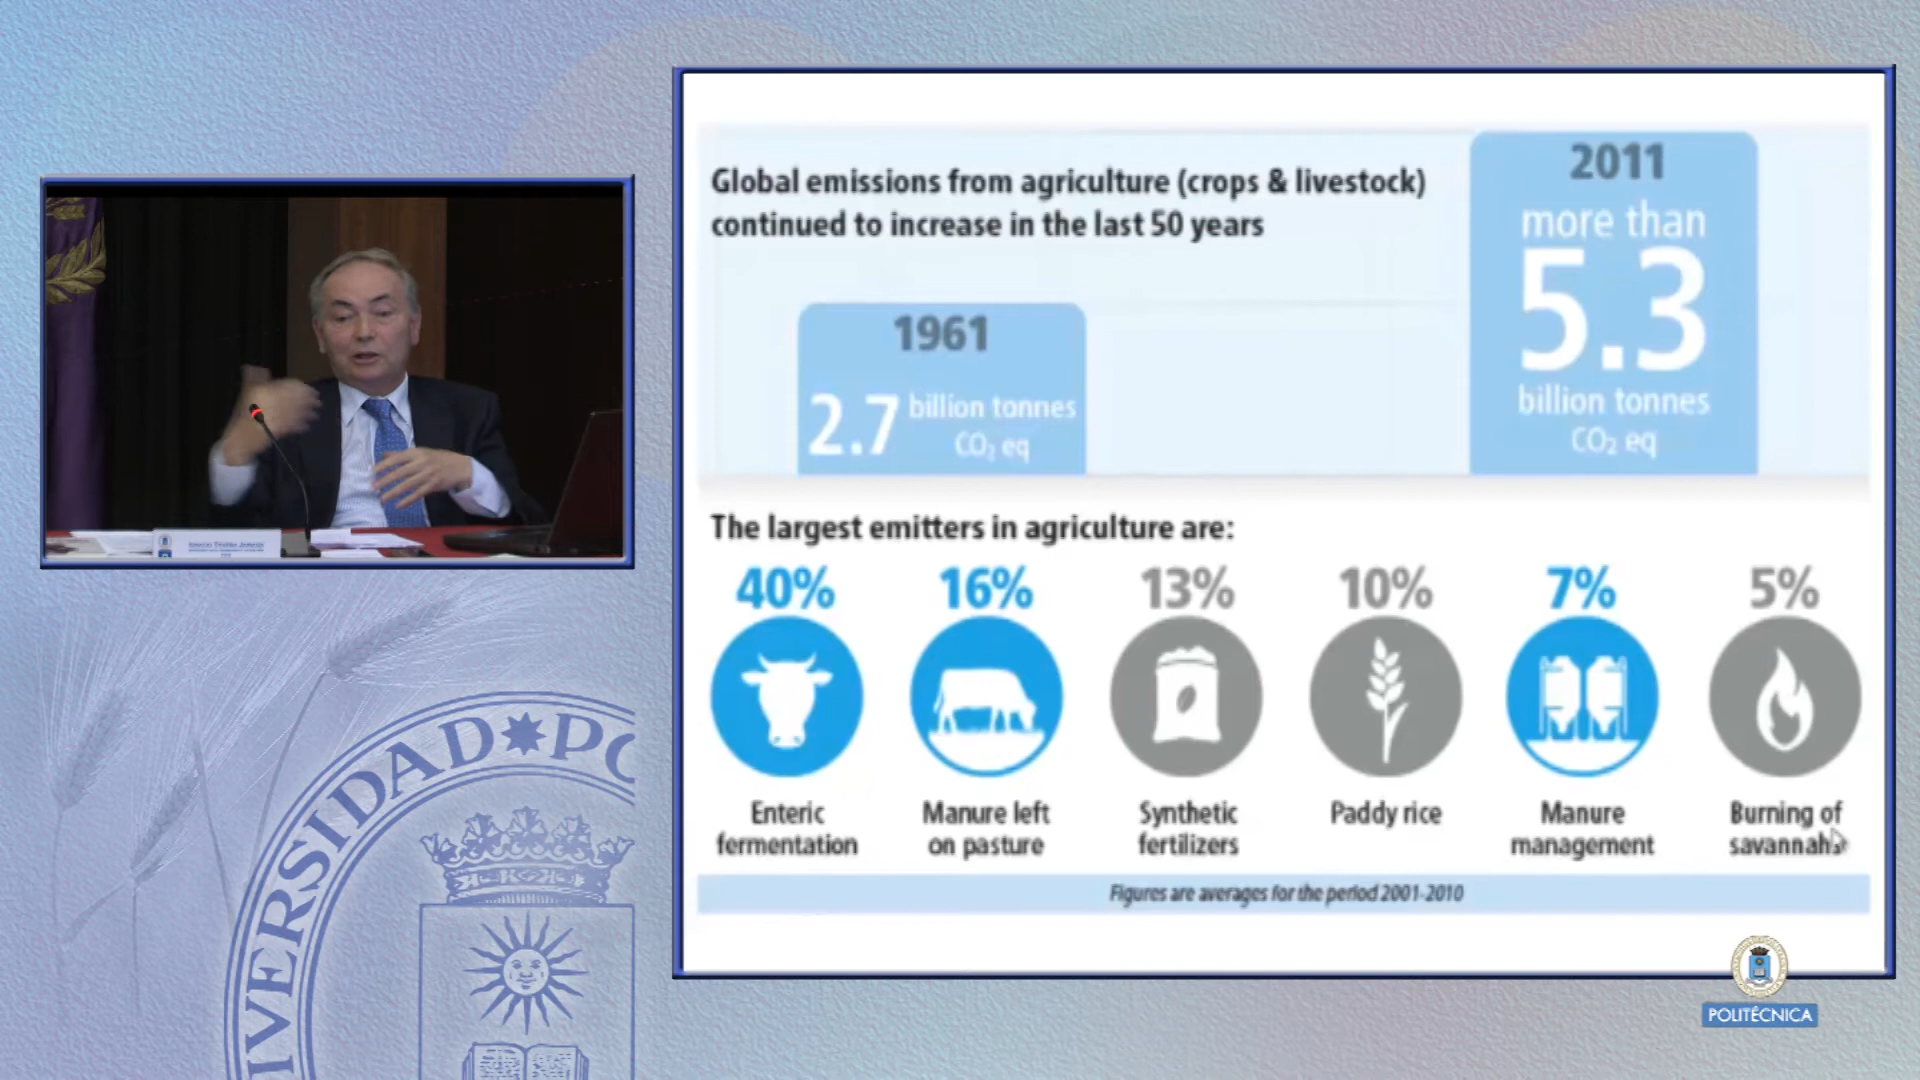 Global emissions from agriculture (crops & livestock)
continued to increase in the last 50 years
1961
2.7 billion tonnes
CO₂ eq
2011
more than
5.3
billion tonnes
CO₂ eq
The largest emitters in agriculture are:
40%
16%
13%
10%
7%
5%
Enteric
fermentation
Manure left
on pasture
Synthetic
fertilizers
Paddy rice
Manure
management
Burning of
savannahs
Figures are averages for the period 2001-2010
POLITÉCNICA
VERSIDAD PO